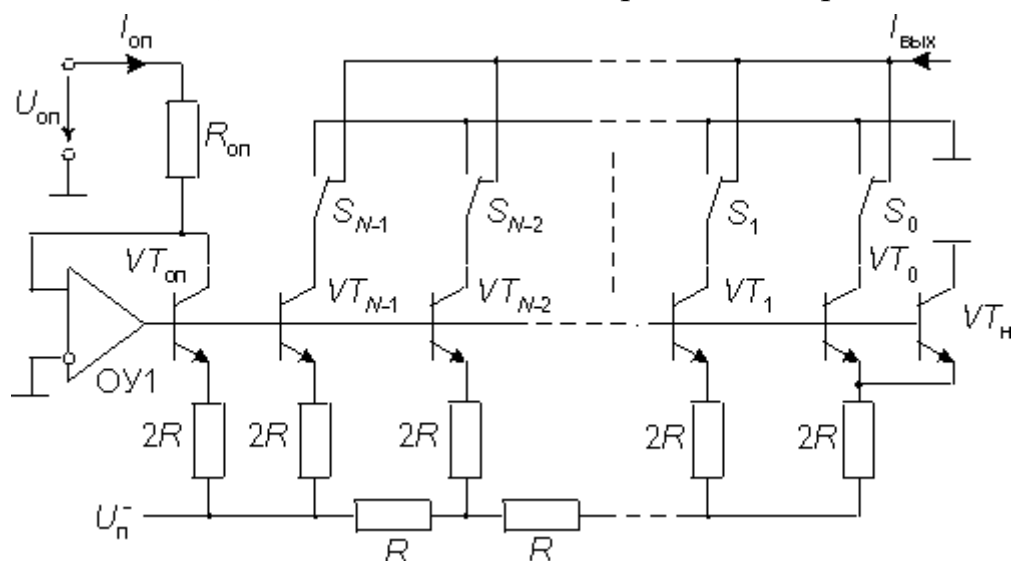 Iоп
Iвых
Uоп
Rоп
SN-1
SN-2
S1
S0
VTоп
VTN-1
VTN-2
VT1
VT0
VTн
ОУ1
2R
2R
2R
2R
2R
Uп-
R
R